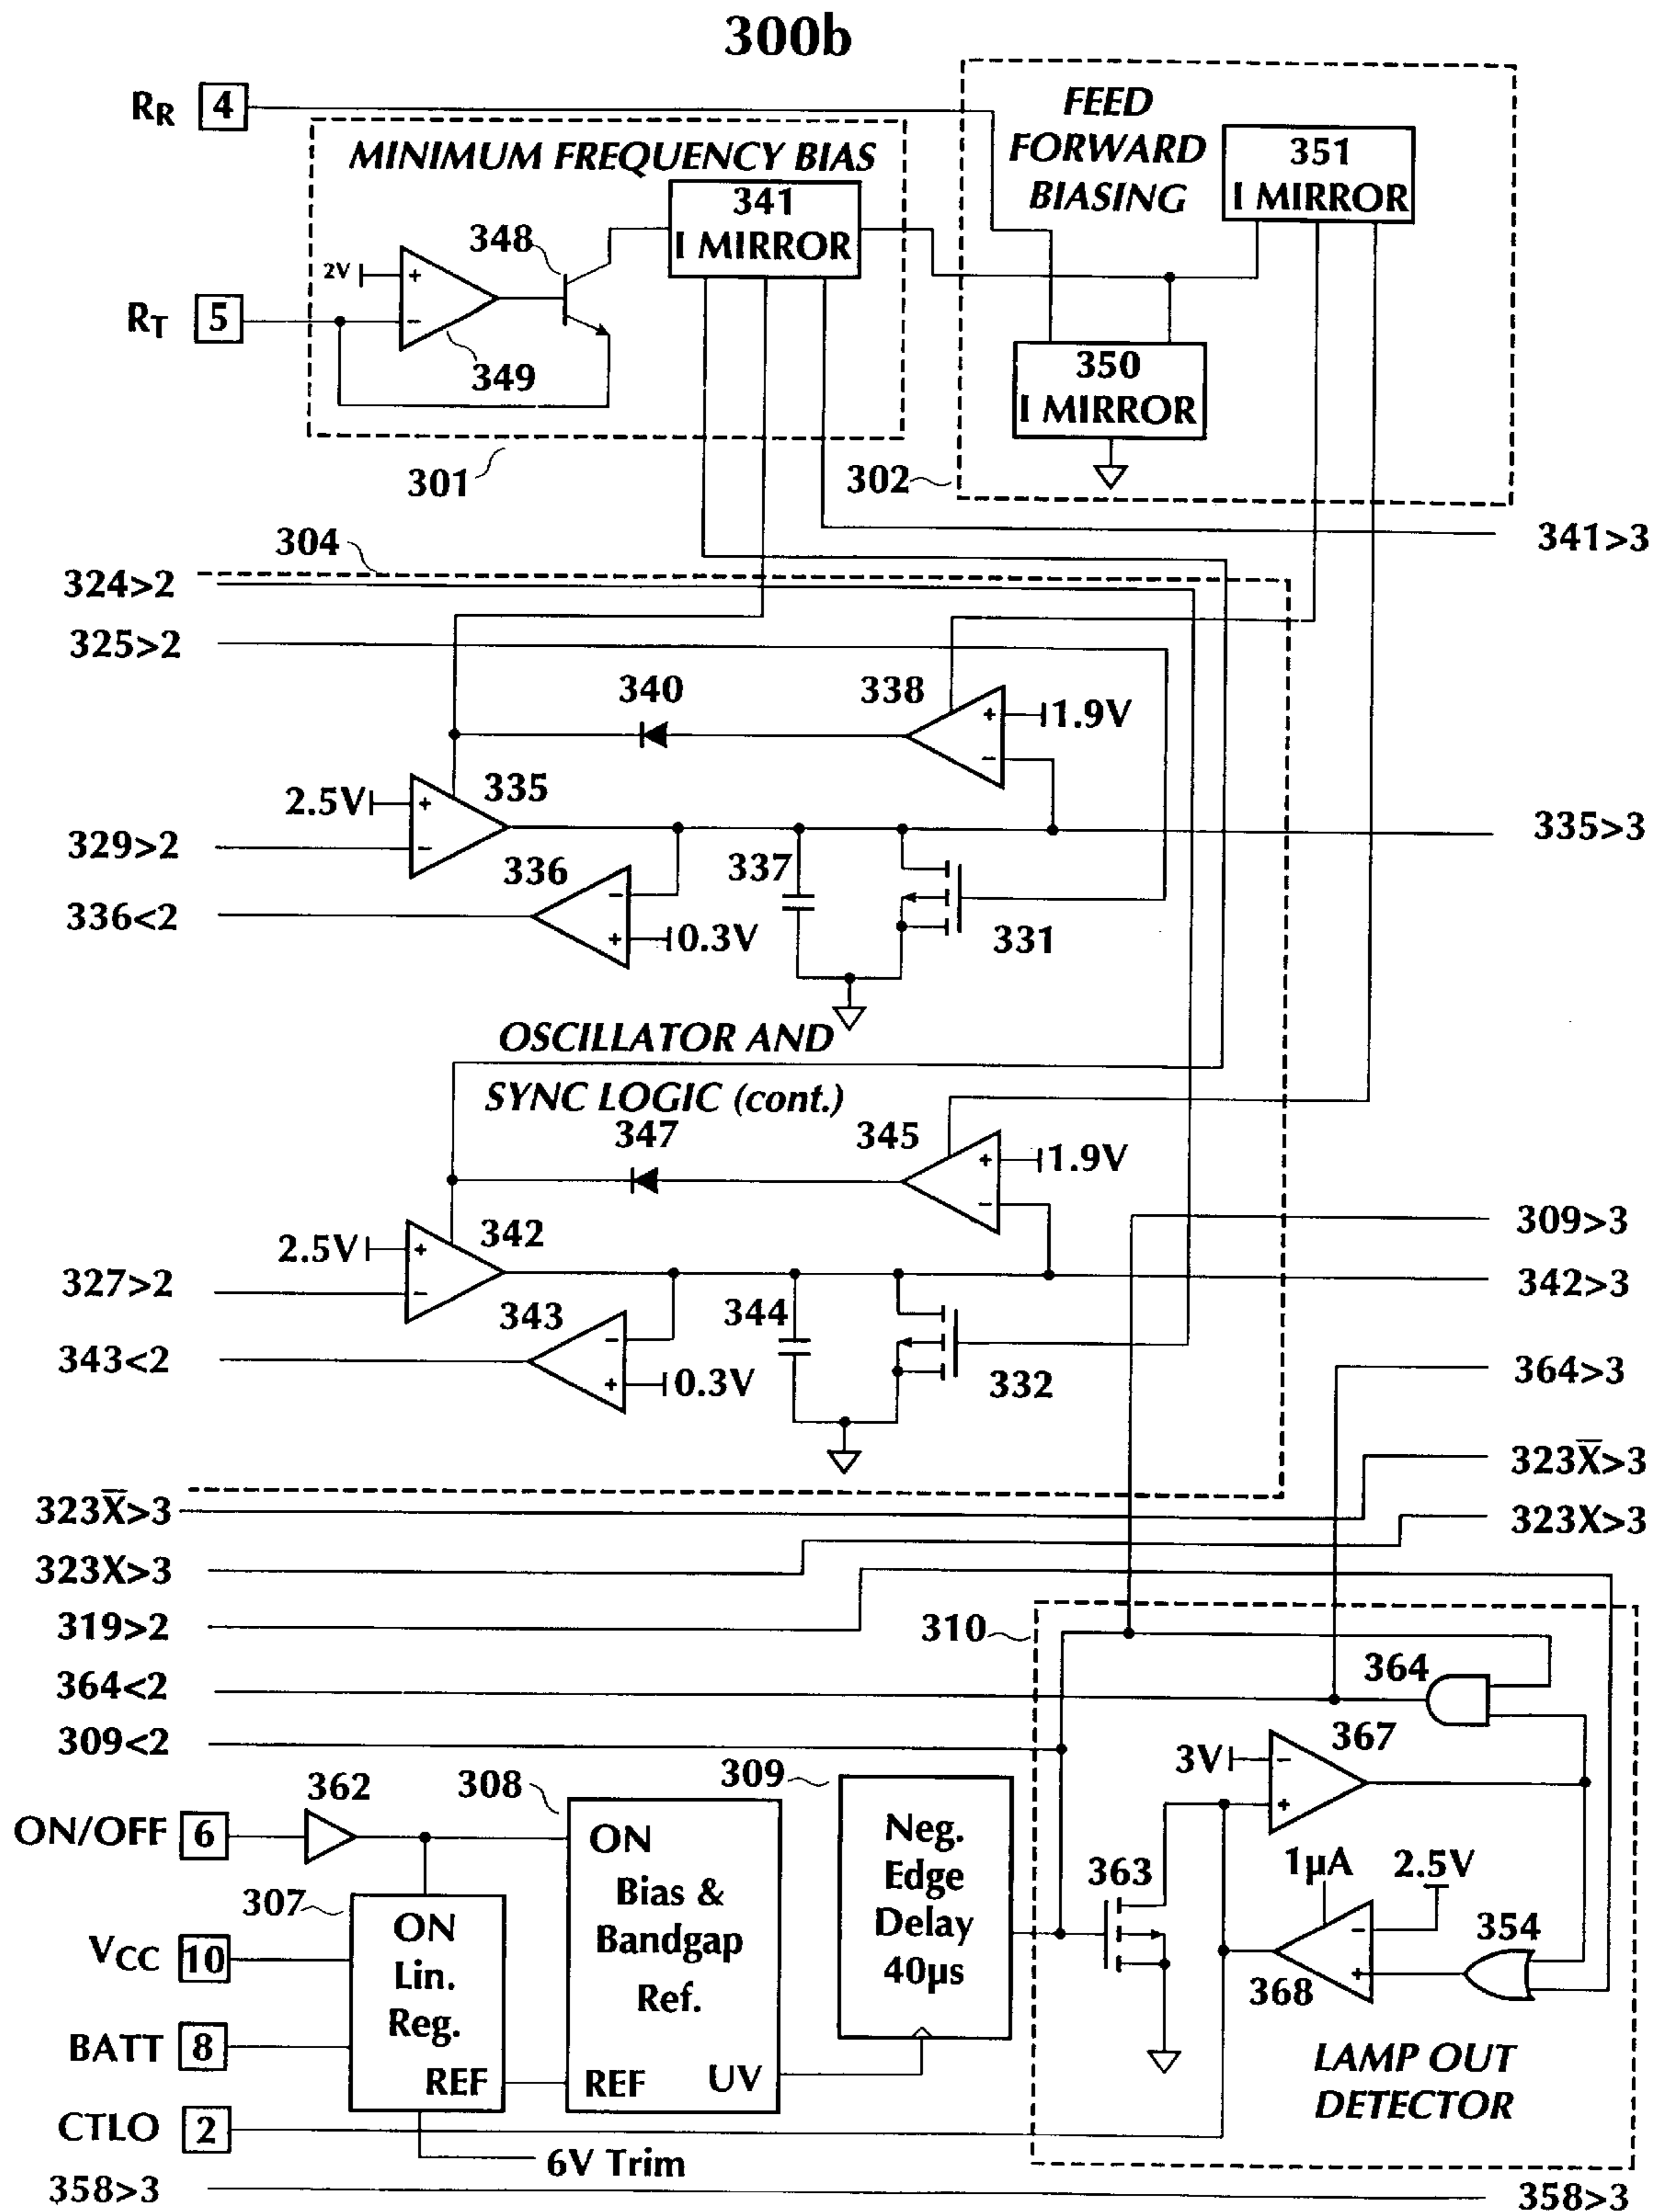 300b
RR 4
FEED
FORWARD
BIASING
351
I MIRROR
MINIMUM FREQUENCY BIAS
341
I MIRROR
348
2V
+
−
RT 5
349
350
I MIRROR
301
302
341>3
304
324>2
325>2
340
338
+
1.9V
−
2.5V
+
335
−
329>2
335>3
336
−
337
336<2
+
0.3V
331
OSCILLATOR AND
SYNC LOGIC (cont.)
347
345
+
1.9V
−
309>3
2.5V
+
342
−
327>2
342>3
343
−
344
343<2
+
0.3V
332
364>3
323X̅>3
323X̅>3
323X>3
323X>3
319>2
310
364<2
364
309<2
367
3V
−
+
362
308
309
ON/OFF 6
ON
Bias &
Bandgap
Ref.
REF
UV
Neg.
Edge
Delay
40µs
363
1µA
2.5V
−
354
+
368
307
ON
Lin.
Reg.
REF
VCC 10
BATT 8
LAMP OUT
DETECTOR
CTLO 2
6V Trim
358>3
358>3